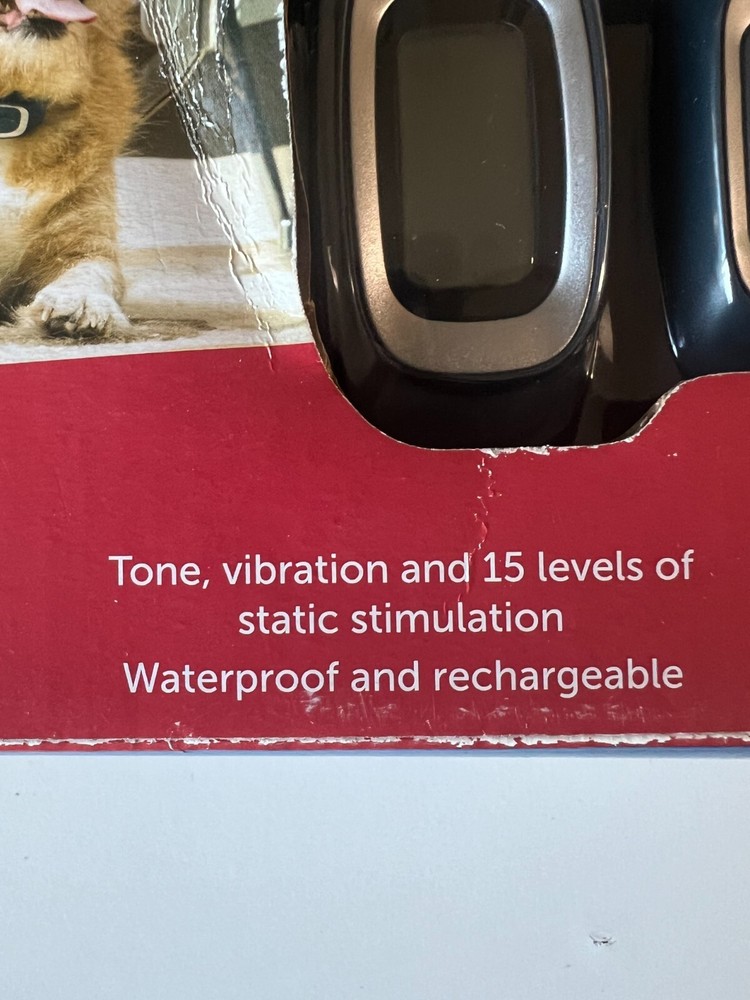 Tone, vibration and 15 levels of
static stimulation
Waterproof and rechargeable